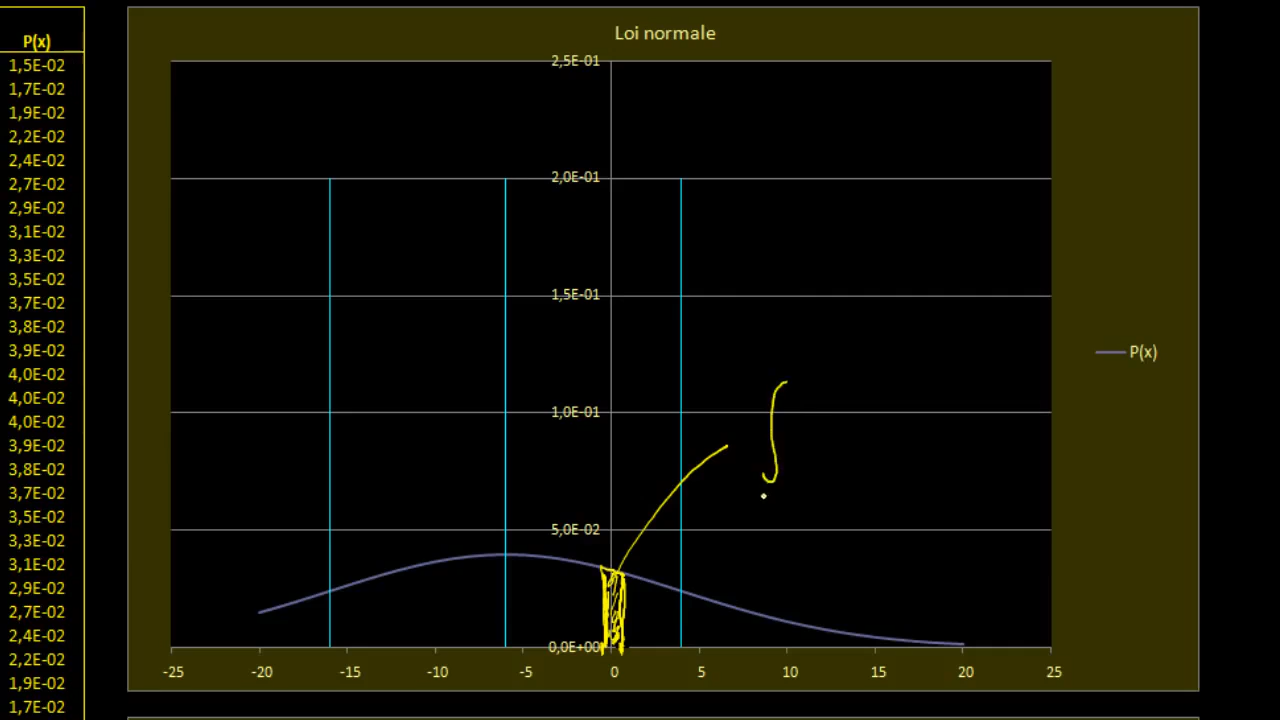 P(x)
1,5E-02
1,7E-02
1,9E-02
2,2E-02
2,4E-02
2,7E-02
2,9E-02
3,1E-02
3,3E-02
3,5E-02
3,7E-02
3,8E-02
3,9E-02
4,0E-02
4,0E-02
4,0E-02
3,9E-02
3,8E-02
3,7E-02
3,5E-02
3,3E-02
3,1E-02
2,9E-02
2,7E-02
2,4E-02
2,2E-02
1,9E-02
1,7E-02
Loi normale
2,5E-01
2,0E-01
1,5E-01
1,0E-01
5,0E-02
0,0E+00
-25 -20 -15 -10 -5 0 5 10 15 20 25
P(x)
∫